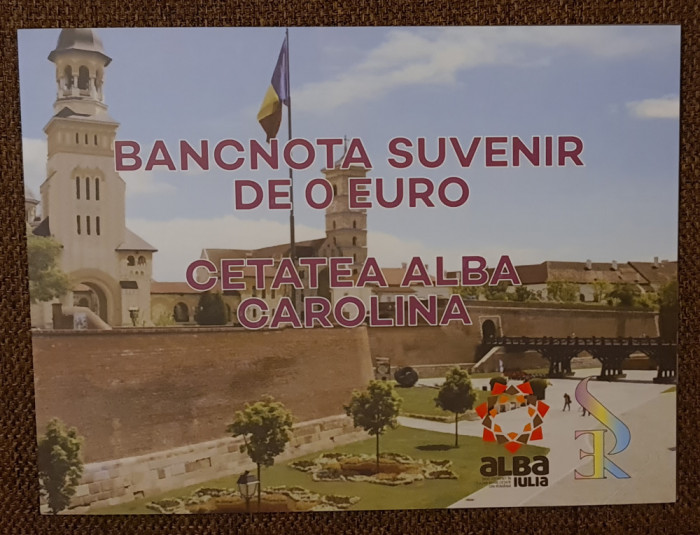 BANCNOTA SUVENIR
DE 0 EURO
CETATEA ALBA
CAROLINA
ALBA
IULIA